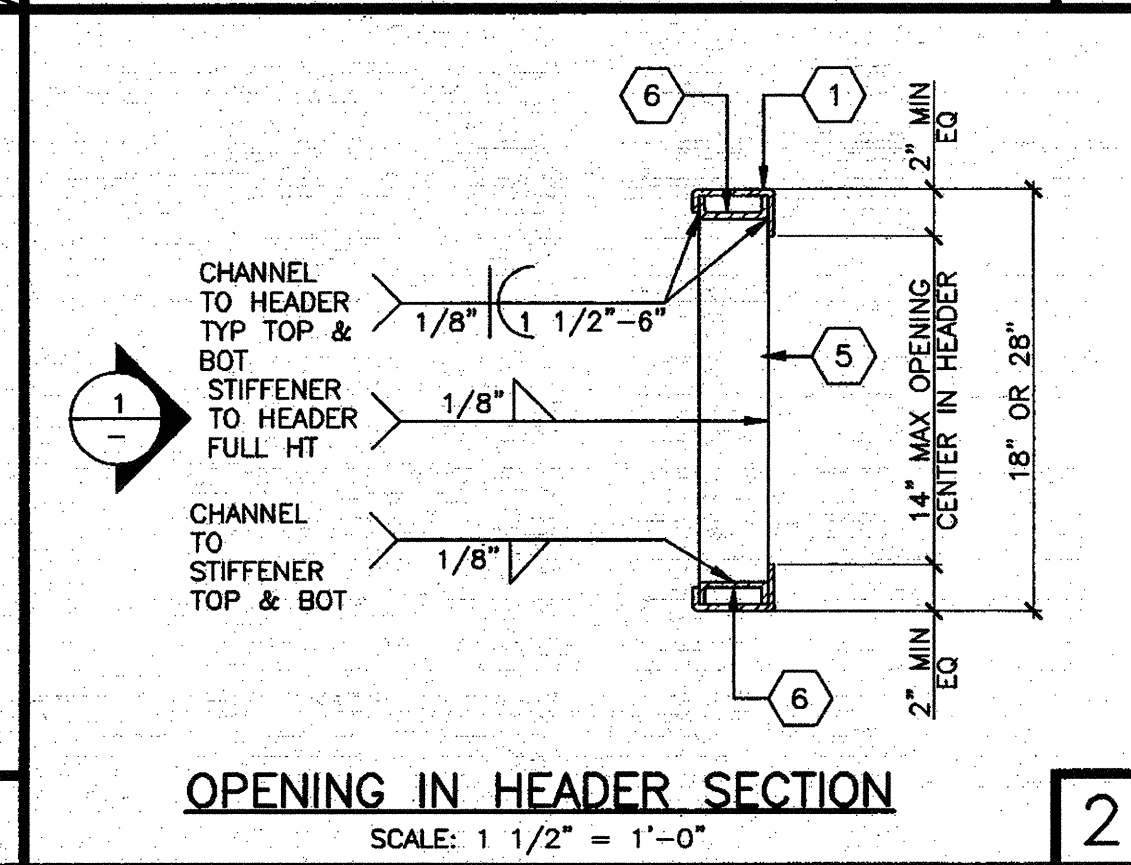 6
1
2" MIN
EQ
CHANNEL
TO HEADER
TYP TOP &
BOT
1/8"
1 1/2"-6"
5
14" MAX OPENING
CENTER IN HEADER
18" OR 28"
1
-
STIFFENER
TO HEADER
FULL HT
1/8"
CHANNEL
TO
STIFFENER
TOP & BOT
1/8"
6
2" MIN
EQ
OPENING IN HEADER SECTION
SCALE: 1 1/2" = 1'-0"
2